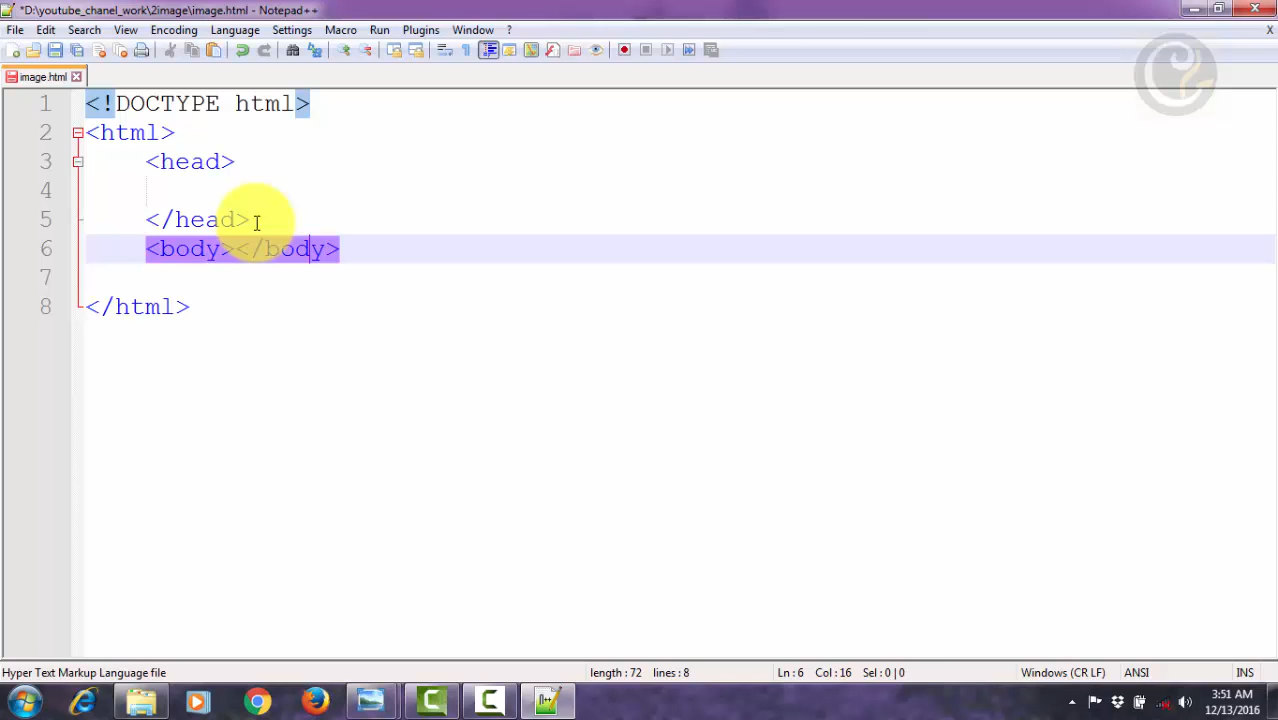 *D:\youtube_chanel_work\2image\image.html - Notepad++
File Edit Search View Encoding Language Settings Macro Run Plugins Window ? X
image.html
1 <!DOCTYPE html>
2 <html>
3 <head>
4
5 </head>
6 <body></body>
7
8 </html>
Hyper Text Markup Language file length : 72 lines : 8 Ln : 6 Col : 16 Sel : 0 | 0 Windows (CR LF) ANSI INS
3:51 AM
12/13/2016